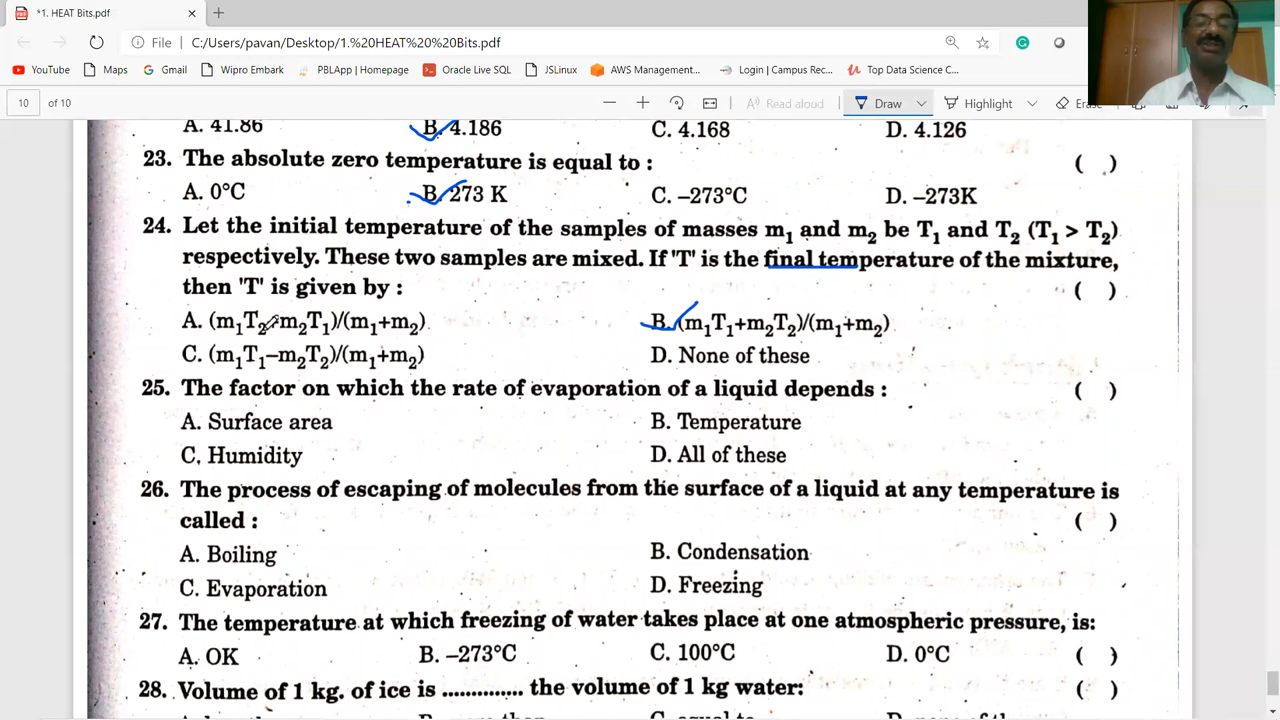 *1. HEAT Bits.pdf
File C:/Users/pavan/Desktop/1.%20HEAT%20%20Bits.pdf
YouTube Maps Gmail Wipro Embark PBLApp | Homepage Oracle Live SQL JSLinux AWS Management... Login | Campus Rec... Top Data Science C...
10 of 10 Read aloud Draw Highlight Erase
A. 41.86 B. 4.186 C. 4.168 D. 4.126
23. The absolute zero temperature is equal to : ( )
A. 0°C B. 273 K C. –273°C D. –273K
24. Let the initial temperature of the samples of masses m₁ and m₂ be T₁ and T₂ (T₁ > T₂)
respectively. These two samples are mixed. If 'T' is the final temperature of the mixture,
then 'T' is given by : ( )
A. (m₁T₂ m₂T₁)/(m₁+m₂) B. (m₁T₁+m₂T₂)/(m₁+m₂)
C. (m₁T₁–m₂T₂)/(m₁+m₂) D. None of these
25. The factor on which the rate of evaporation of a liquid depends : ( )
A. Surface area B. Temperature
C. Humidity D. All of these
26. The process of escaping of molecules from the surface of a liquid at any temperature is
called : ( )
A. Boiling B. Condensation
C. Evaporation D. Freezing
27. The temperature at which freezing of water takes place at one atmospheric pressure, is:
A. OK B. –273°C C. 100°C D. 0°C ( )
28. Volume of 1 kg. of ice is .............. the volume of 1 kg water: ( )
C. equal to